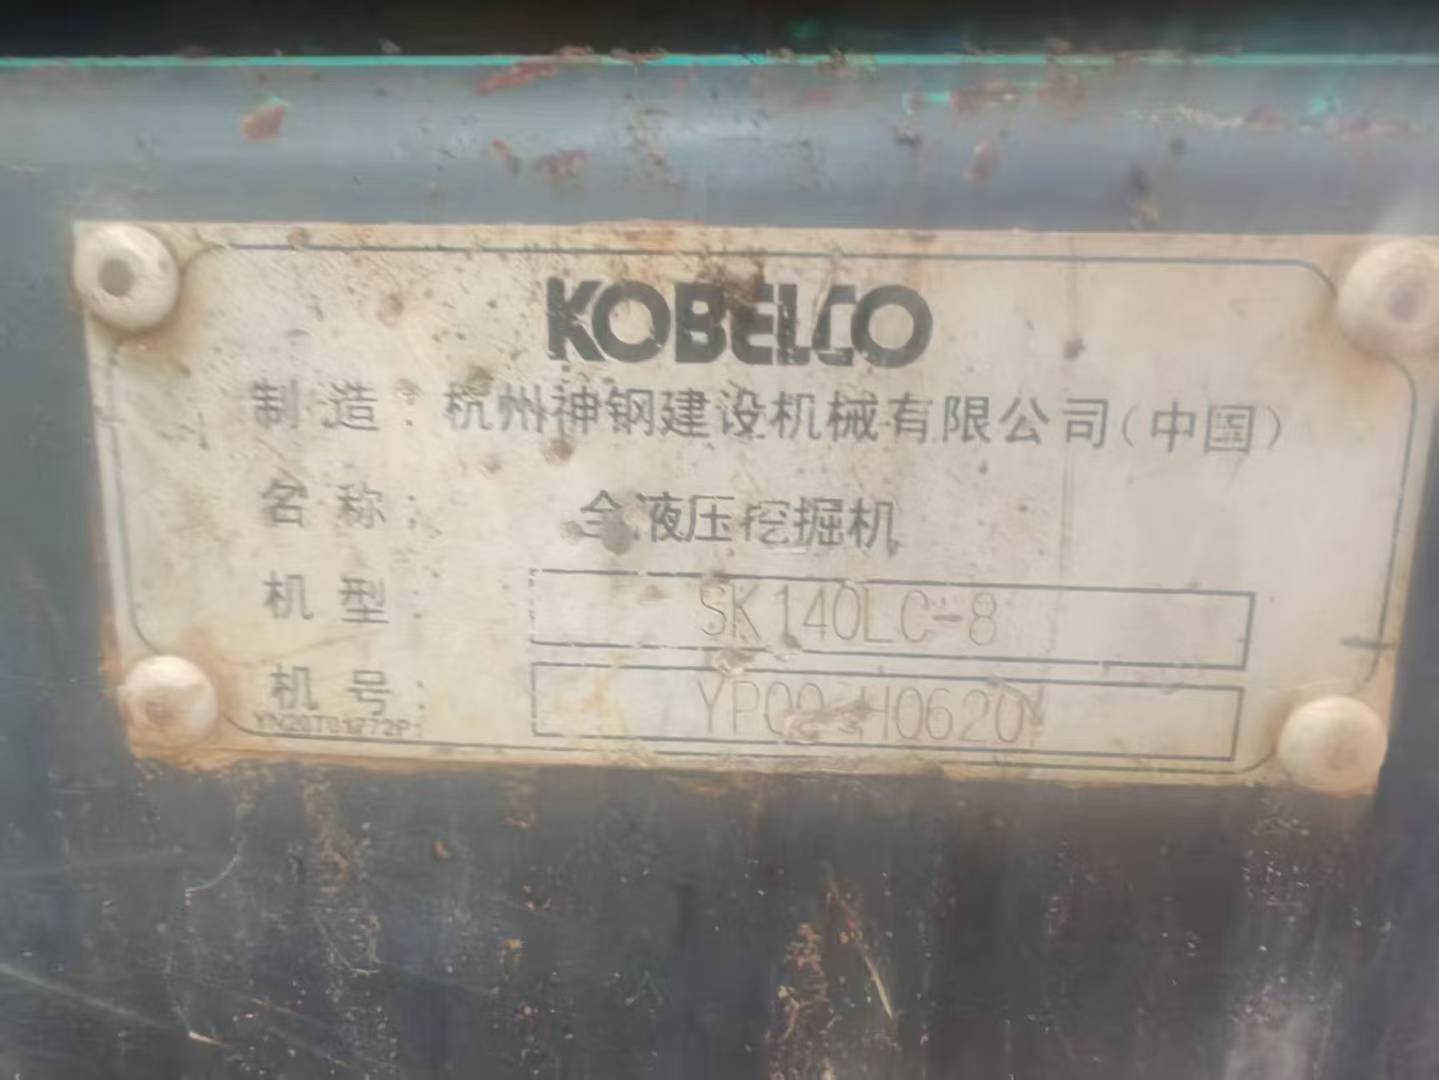 KOBELCO
制 造 : 杭州神钢建设机械有限公司(中国)
名 称 : 全液压挖掘机
机 型 : SK140LC-8
机 号 :
YN20T01272P1